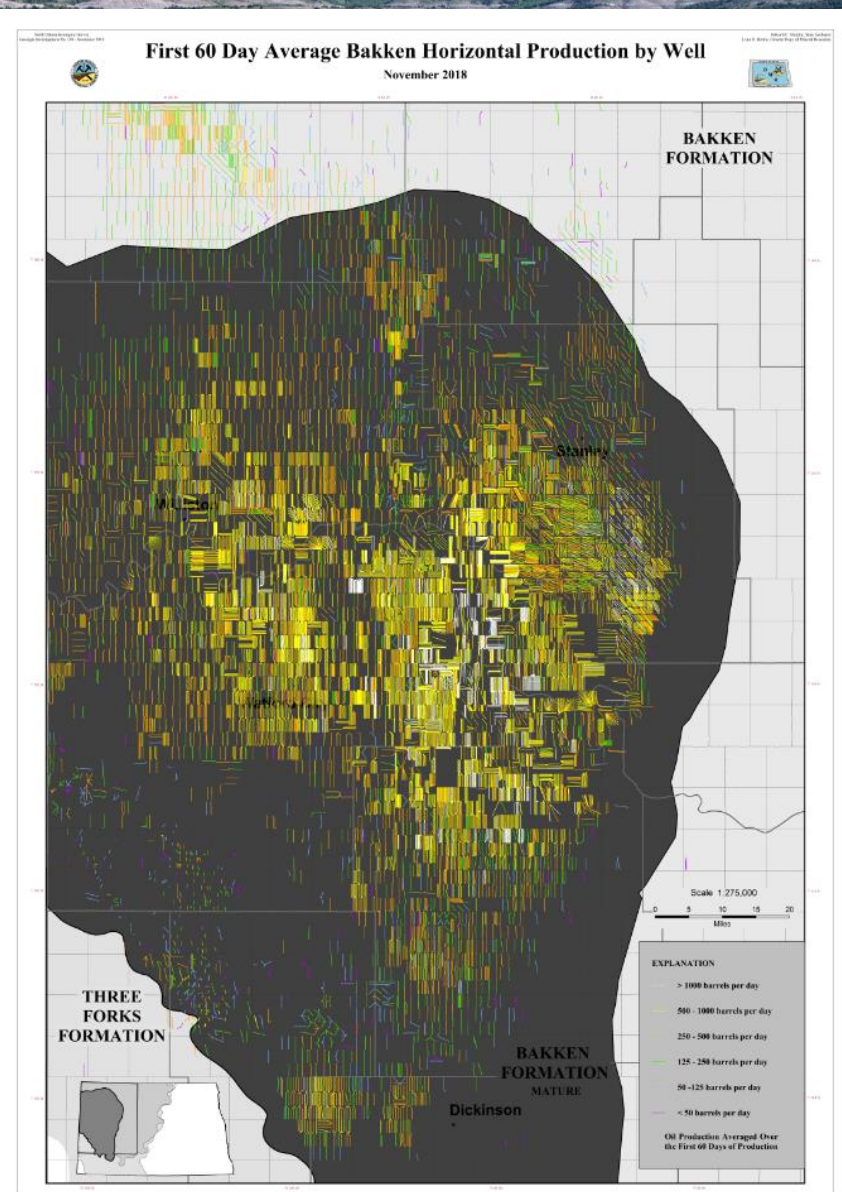 First 60 Day Average Bakken Horizontal Production by Well
November 2018
BAKKEN
FORMATION
Stanley
Scale 1:275,000
0 5 10 15 20
Miles
EXPLANATION
> 1000 barrels per day
500 - 1000 barrels per day
250 - 500 barrels per day
125 - 250 barrels per day
50 -125 barrels per day
< 50 barrels per day
Oil Production Averaged Over
the First 60 Days of Production
THREE
FORKS
FORMATION
BAKKEN
FORMATION
MATURE
Dickinson